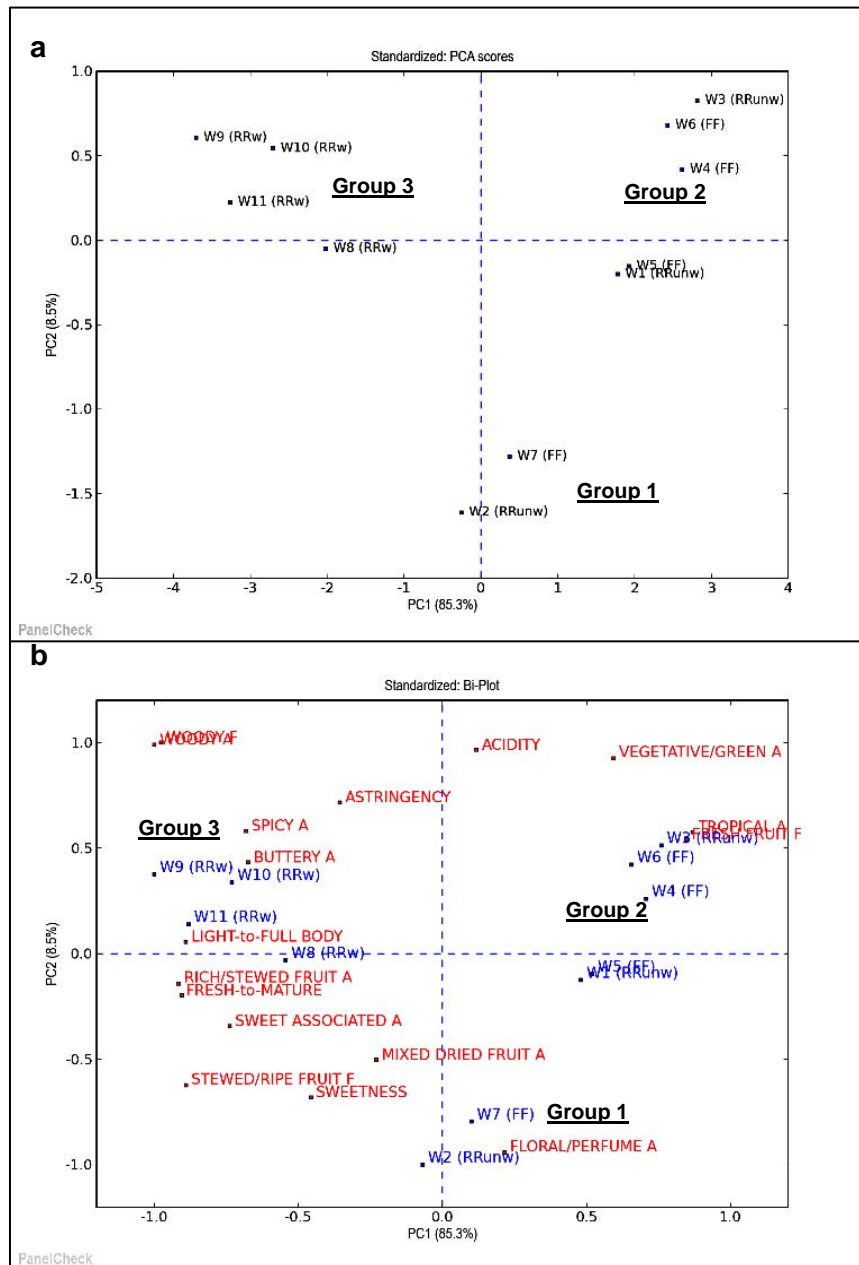 a
Standardized: PCA scores
1.0
W3 (RRunw)
W6 (FF)
W9 (RRw)
W10 (RRw)
0.5
W4 (FF)
Group 3
Group 2
W11 (RRw)
0.0
W8 (RRw)
W5 (FF)
W1 (RRunw)
-0.5
PC2 (8.5%)
-1.0
W7 (FF)
-1.5
Group 1
W2 (RRunw)
-2.0
-5 -4 -3 -2 -1 0 1 2 3 4
PC1 (85.3%)
PanelCheck
b
Standardized: Bi-Plot
1.0
WOODY F
WOODY A
ACIDITY
VEGETATIVE/GREEN A
ASTRINGENCY
Group 3
SPICY A
TROPICAL A
FRESH FRUIT F
W3 (RRunw)
0.5
BUTTERY A
W6 (FF)
W9 (RRw)
W10 (RRw)
W4 (FF)
Group 2
W11 (RRw)
LIGHT-to-FULL BODY
0.0
W8 (RRw)
W5 (FF)
W1 (RRunw)
PC2 (8.5%)
RICH/STEWED FRUIT A
FRESH-to-MATURE
SWEET ASSOCIATED A
-0.5
MIXED DRIED FRUIT A
STEWED/RIPE FRUIT F
SWEETNESS
W7 (FF)
Group 1
FLORAL/PERFUME A
-1.0
W2 (RRunw)
-1.0 -0.5 0.0 0.5 1.0
PC1 (85.3%)
PanelCheck